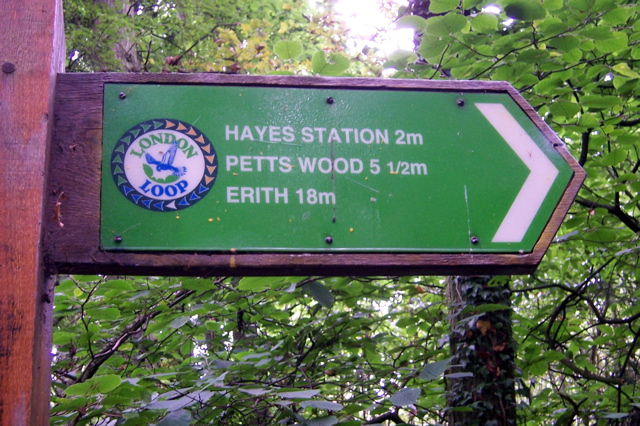 LONDON
LOOP
HAYES STATION 2m
PETTS WOOD 5 1/2m
ERITH 18m